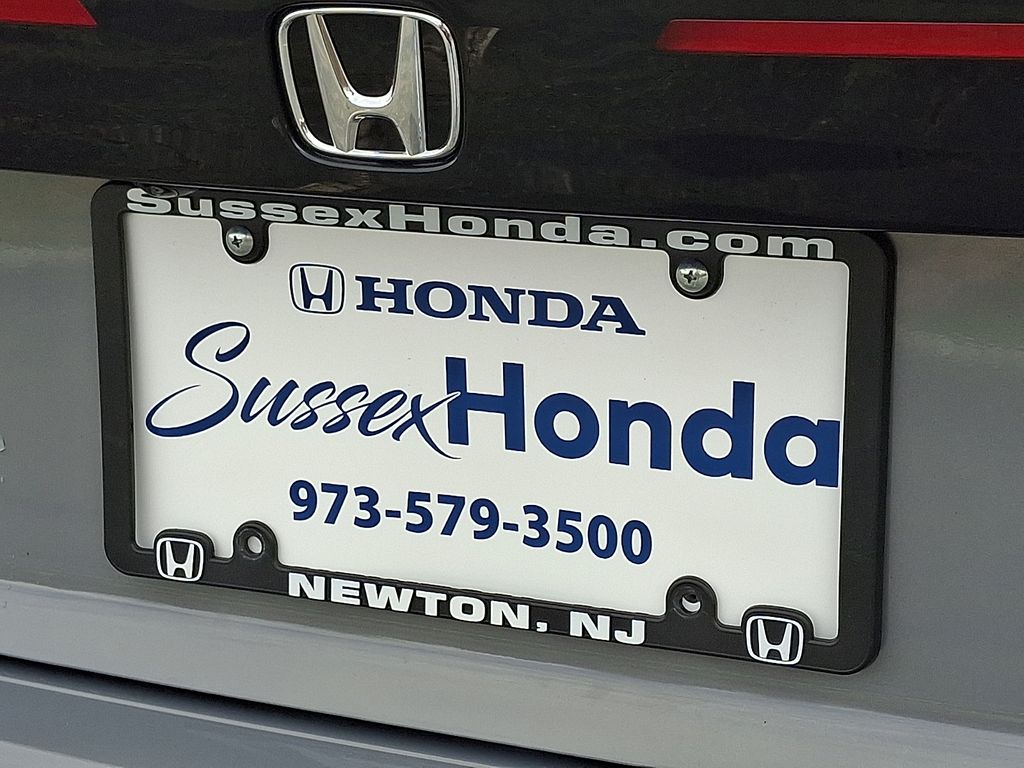 SussexHonda.com
HONDA
SussexHonda
973-579-3500
NEWTON, NJ